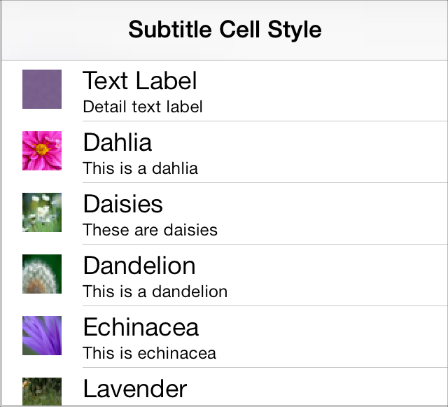 Subtitle Cell Style
Text Label
Detail text label
Dahlia
This is a dahlia
Daisies
These are daisies
Dandelion
This is a dandelion
Echinacea
This is echinacea
Lavender